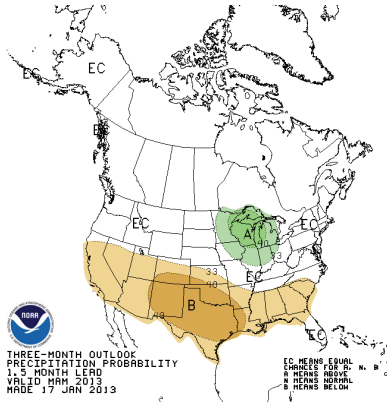 EC
EC
EC
EC
EC
A
40
33
EC
33
40
B
40
EC
NOAA
THREE-MONTH OUTLOOK
PRECIPITATION PROBABILITY
1.5 MONTH LEAD
VALID MAM 2013
MADE 17 JAN 2013
EC MEANS EQUAL
CHANCES FOR A, N, B
A MEANS ABOVE
N MEANS NORMAL
B MEANS BELOW